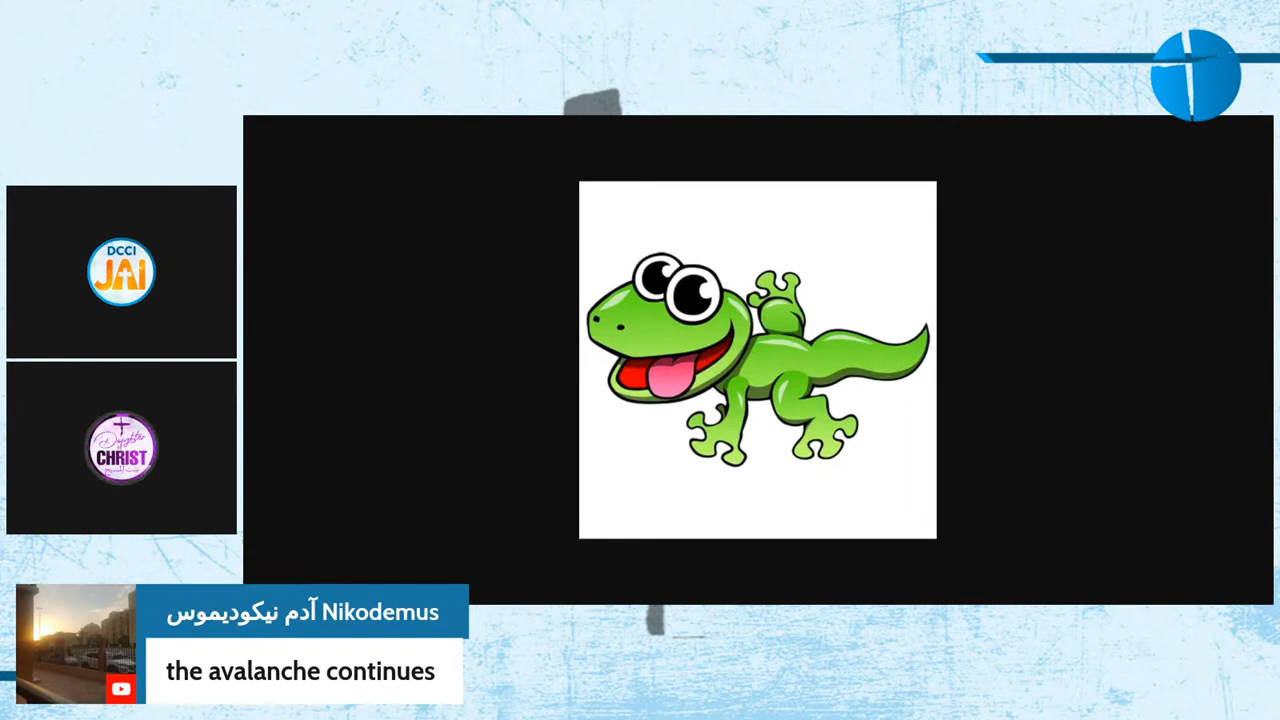 DCCI
JAI
Daughter
CHRIST
آدم نيكوديموس Nikodemus
the avalanche continues